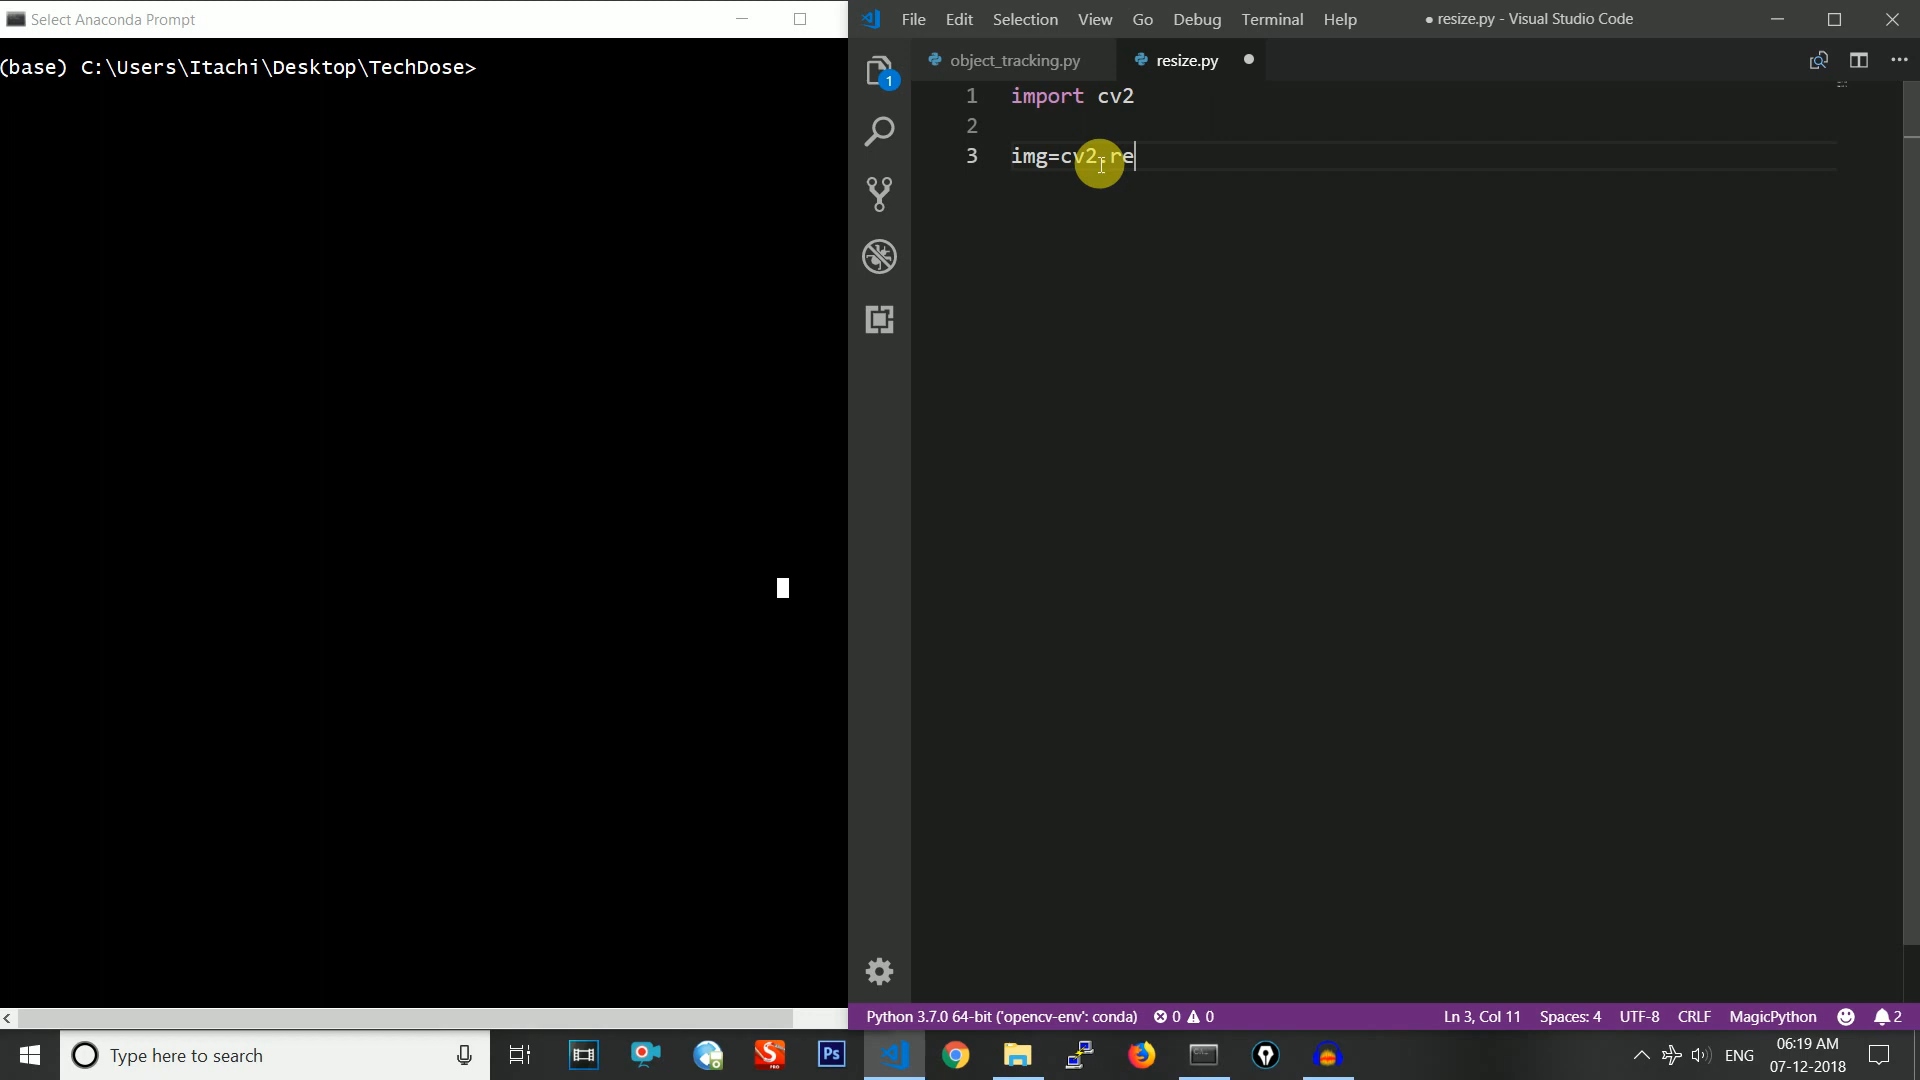 Select Anaconda Prompt
(base) C:\Users\Itachi\Desktop\TechDose>
File Edit Selection View Go Debug Terminal Help
● resize.py - Visual Studio Code
1
object_tracking.py
resize.py
1 import cv2
2
3 img=cv2.re
Python 3.7.0 64-bit ('opencv-env': conda) 0 0
Ln 3, Col 11 Spaces: 4 UTF-8 CRLF MagicPython 2
Type here to search
Ps
ENG
06:19 AM
07-12-2018